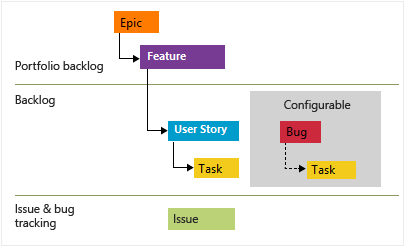 Epic
Feature
Portfolio backlog
Backlog
Configurable
User Story
Bug
Task
Task
Issue & bug
tracking
Issue